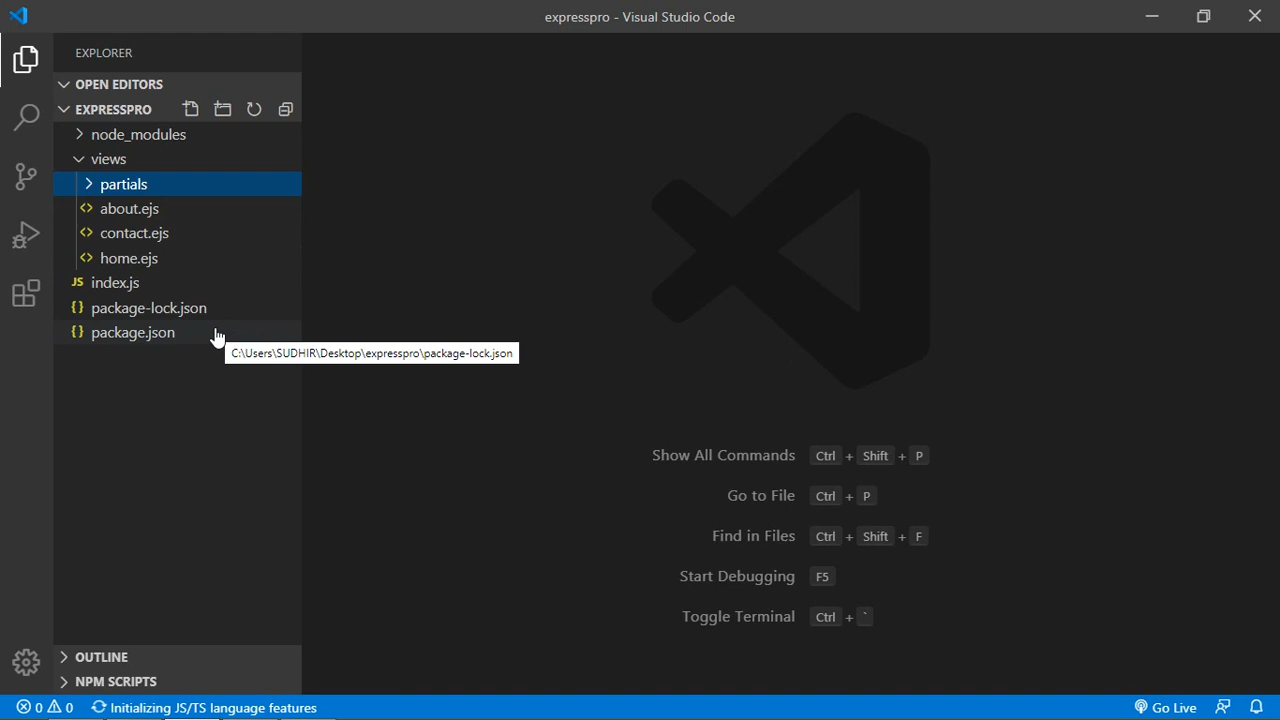 expresspro - Visual Studio Code
EXPLORER
OPEN EDITORS
EXPRESSPRO
node_modules
views
partials
<> about.ejs
<> contact.ejs
<> home.ejs
JS index.js
{} package-lock.json
{} package.json
C:\Users\SUDHIR\Desktop\expresspro\package-lock.json
Show All Commands Ctrl + Shift + P
Go to File Ctrl + P
Find in Files Ctrl + Shift + F
Start Debugging F5
Toggle Terminal Ctrl + `
OUTLINE
NPM SCRIPTS
0 0 Initializing JS/TS language features Go Live